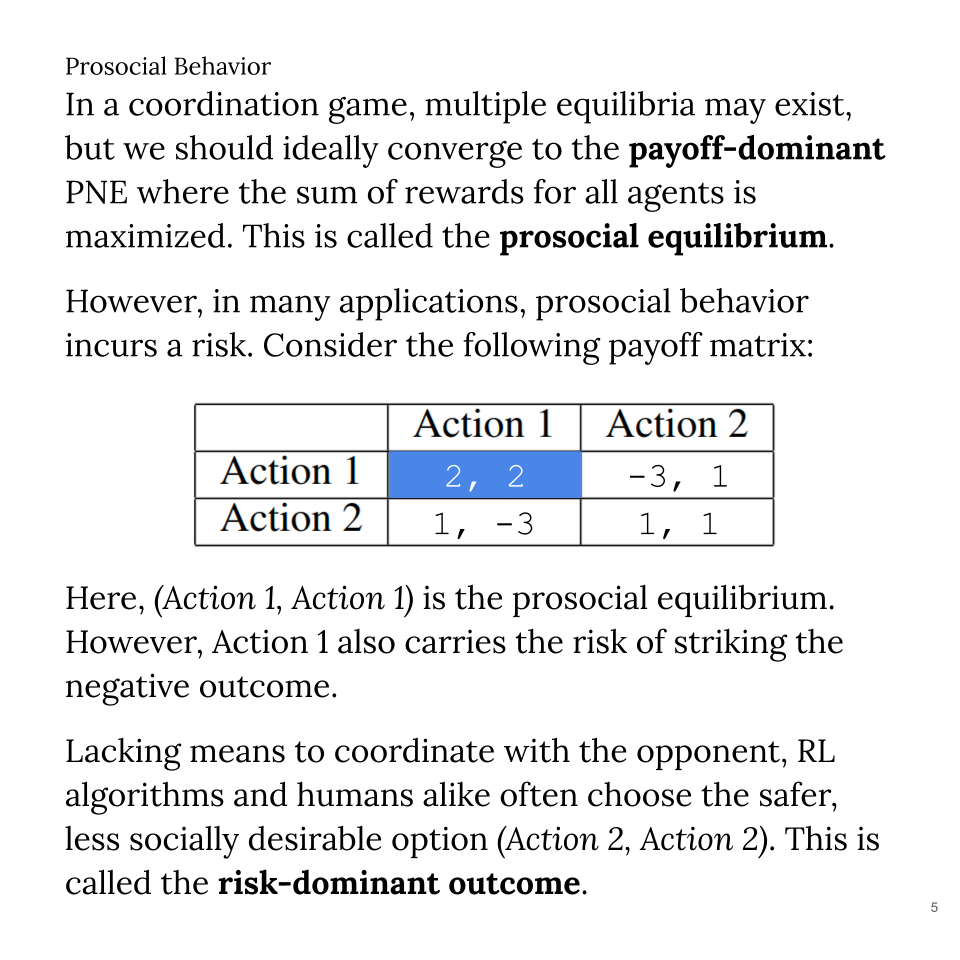 Prosocial Behavior
In a coordination game, multiple equilibria may exist,
but we should ideally converge to the payoff-dominant
PNE where the sum of rewards for all agents is
maximized. This is called the prosocial equilibrium.
However, in many applications, prosocial behavior
incurs a risk. Consider the following payoff matrix:
Action 1 Action 2
Action 1 2, 2 -3, 1
Action 2 1, -3 1, 1
Here, (Action 1, Action 1) is the prosocial equilibrium.
However, Action 1 also carries the risk of striking the
negative outcome.
Lacking means to coordinate with the opponent, RL
algorithms and humans alike often choose the safer,
less socially desirable option (Action 2, Action 2). This is
called the risk-dominant outcome.
5